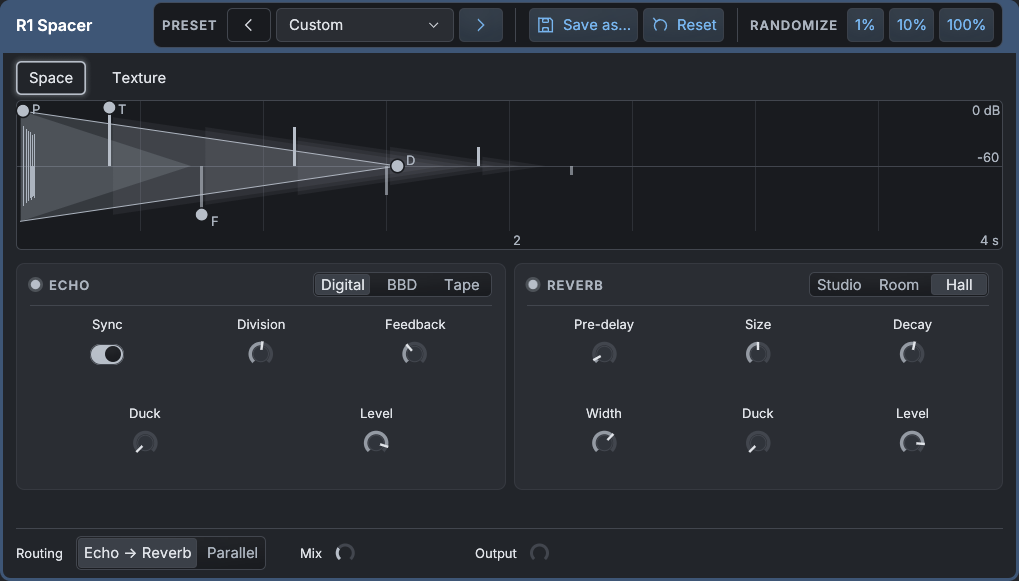 R1 Spacer PRESET Custom Save as... Reset RANDOMIZE 1% 10% 100%
Space Texture
P T 0 dB
D -60
F
2 4 s
ECHO Digital BBD Tape
Sync Division Feedback
Duck Level
REVERB Studio Room Hall
Pre-delay Size Decay
Width Duck Level
Routing Echo → Reverb Parallel Mix Output